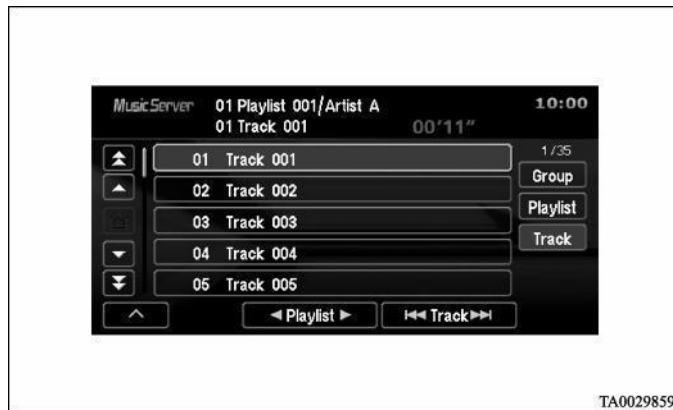 MusicServer 01 Playlist 001/Artist A 10:00
01 Track 001 00'11"
1/35
01 Track 001
Group
02 Track 002
Playlist
03 Track 003
Track
04 Track 004
05 Track 005
◄ Playlist ► ⏮ Track ⏭
TA0029859